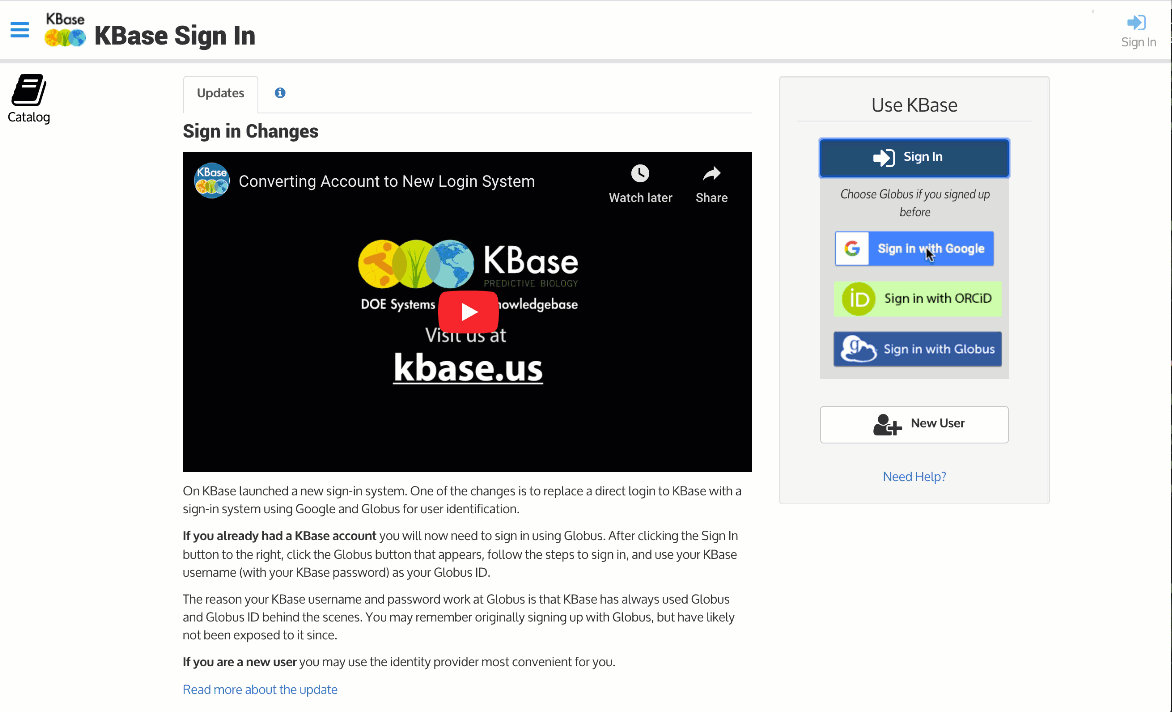 KBase
KBase Sign In
Sign In
Catalog
Updates
Sign in Changes
KBase
Converting Account to New Login System
Watch later
Share
KBase
PREDICTIVE BIOLOGY
DOE Systems
nowledgebase
Visit us at
kbase.us
On KBase launched a new sign-in system. One of the changes is to replace a direct login to KBase with a
sign-in system using Google and Globus for user identification.
If you already had a KBase account you will now need to sign in using Globus. After clicking the Sign In
button to the right, click the Globus button that appears, follow the steps to sign in, and use your KBase
username (with your KBase password) as your Globus ID.
The reason your KBase username and password work at Globus is that KBase has always used Globus
and Globus ID behind the scenes. You may remember originally signing up with Globus, but have likely
not been exposed to it since.
If you are a new user you may use the identity provider most convenient for you.
Read more about the update
Use KBase
Sign In
Choose Globus if you signed up
before
G Sign in with Google
iD Sign in with ORCiD
g Sign in with Globus
New User
Need Help?